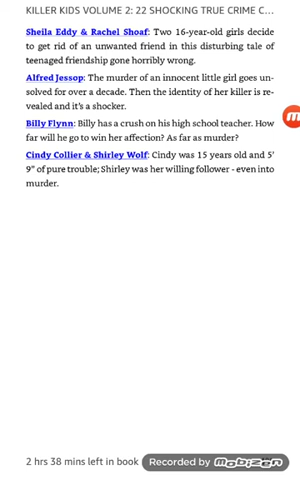 KILLER KIDS VOLUME 2: 22 SHOCKING TRUE CRIME C...
Sheila Eddy & Rachel Shoaf: Two 16-year-old girls decide
to get rid of an unwanted friend in this disturbing tale of
teenaged friendship gone horribly wrong.
Alfred Jessop: The murder of an innocent little girl goes un-
solved for over a decade. Then the identity of her killer is re-
vealed and it's a shocker.
Billy Flynn: Billy has a crush on his high school teacher. How
far will he go to win her affection? As far as murder?
Cindy Collier & Shirley Wolf: Cindy was 15 years old and 5'
9" of pure trouble; Shirley was her willing follower - even into
murder.
2 hrs 38 mins left in book
Recorded by mobizen